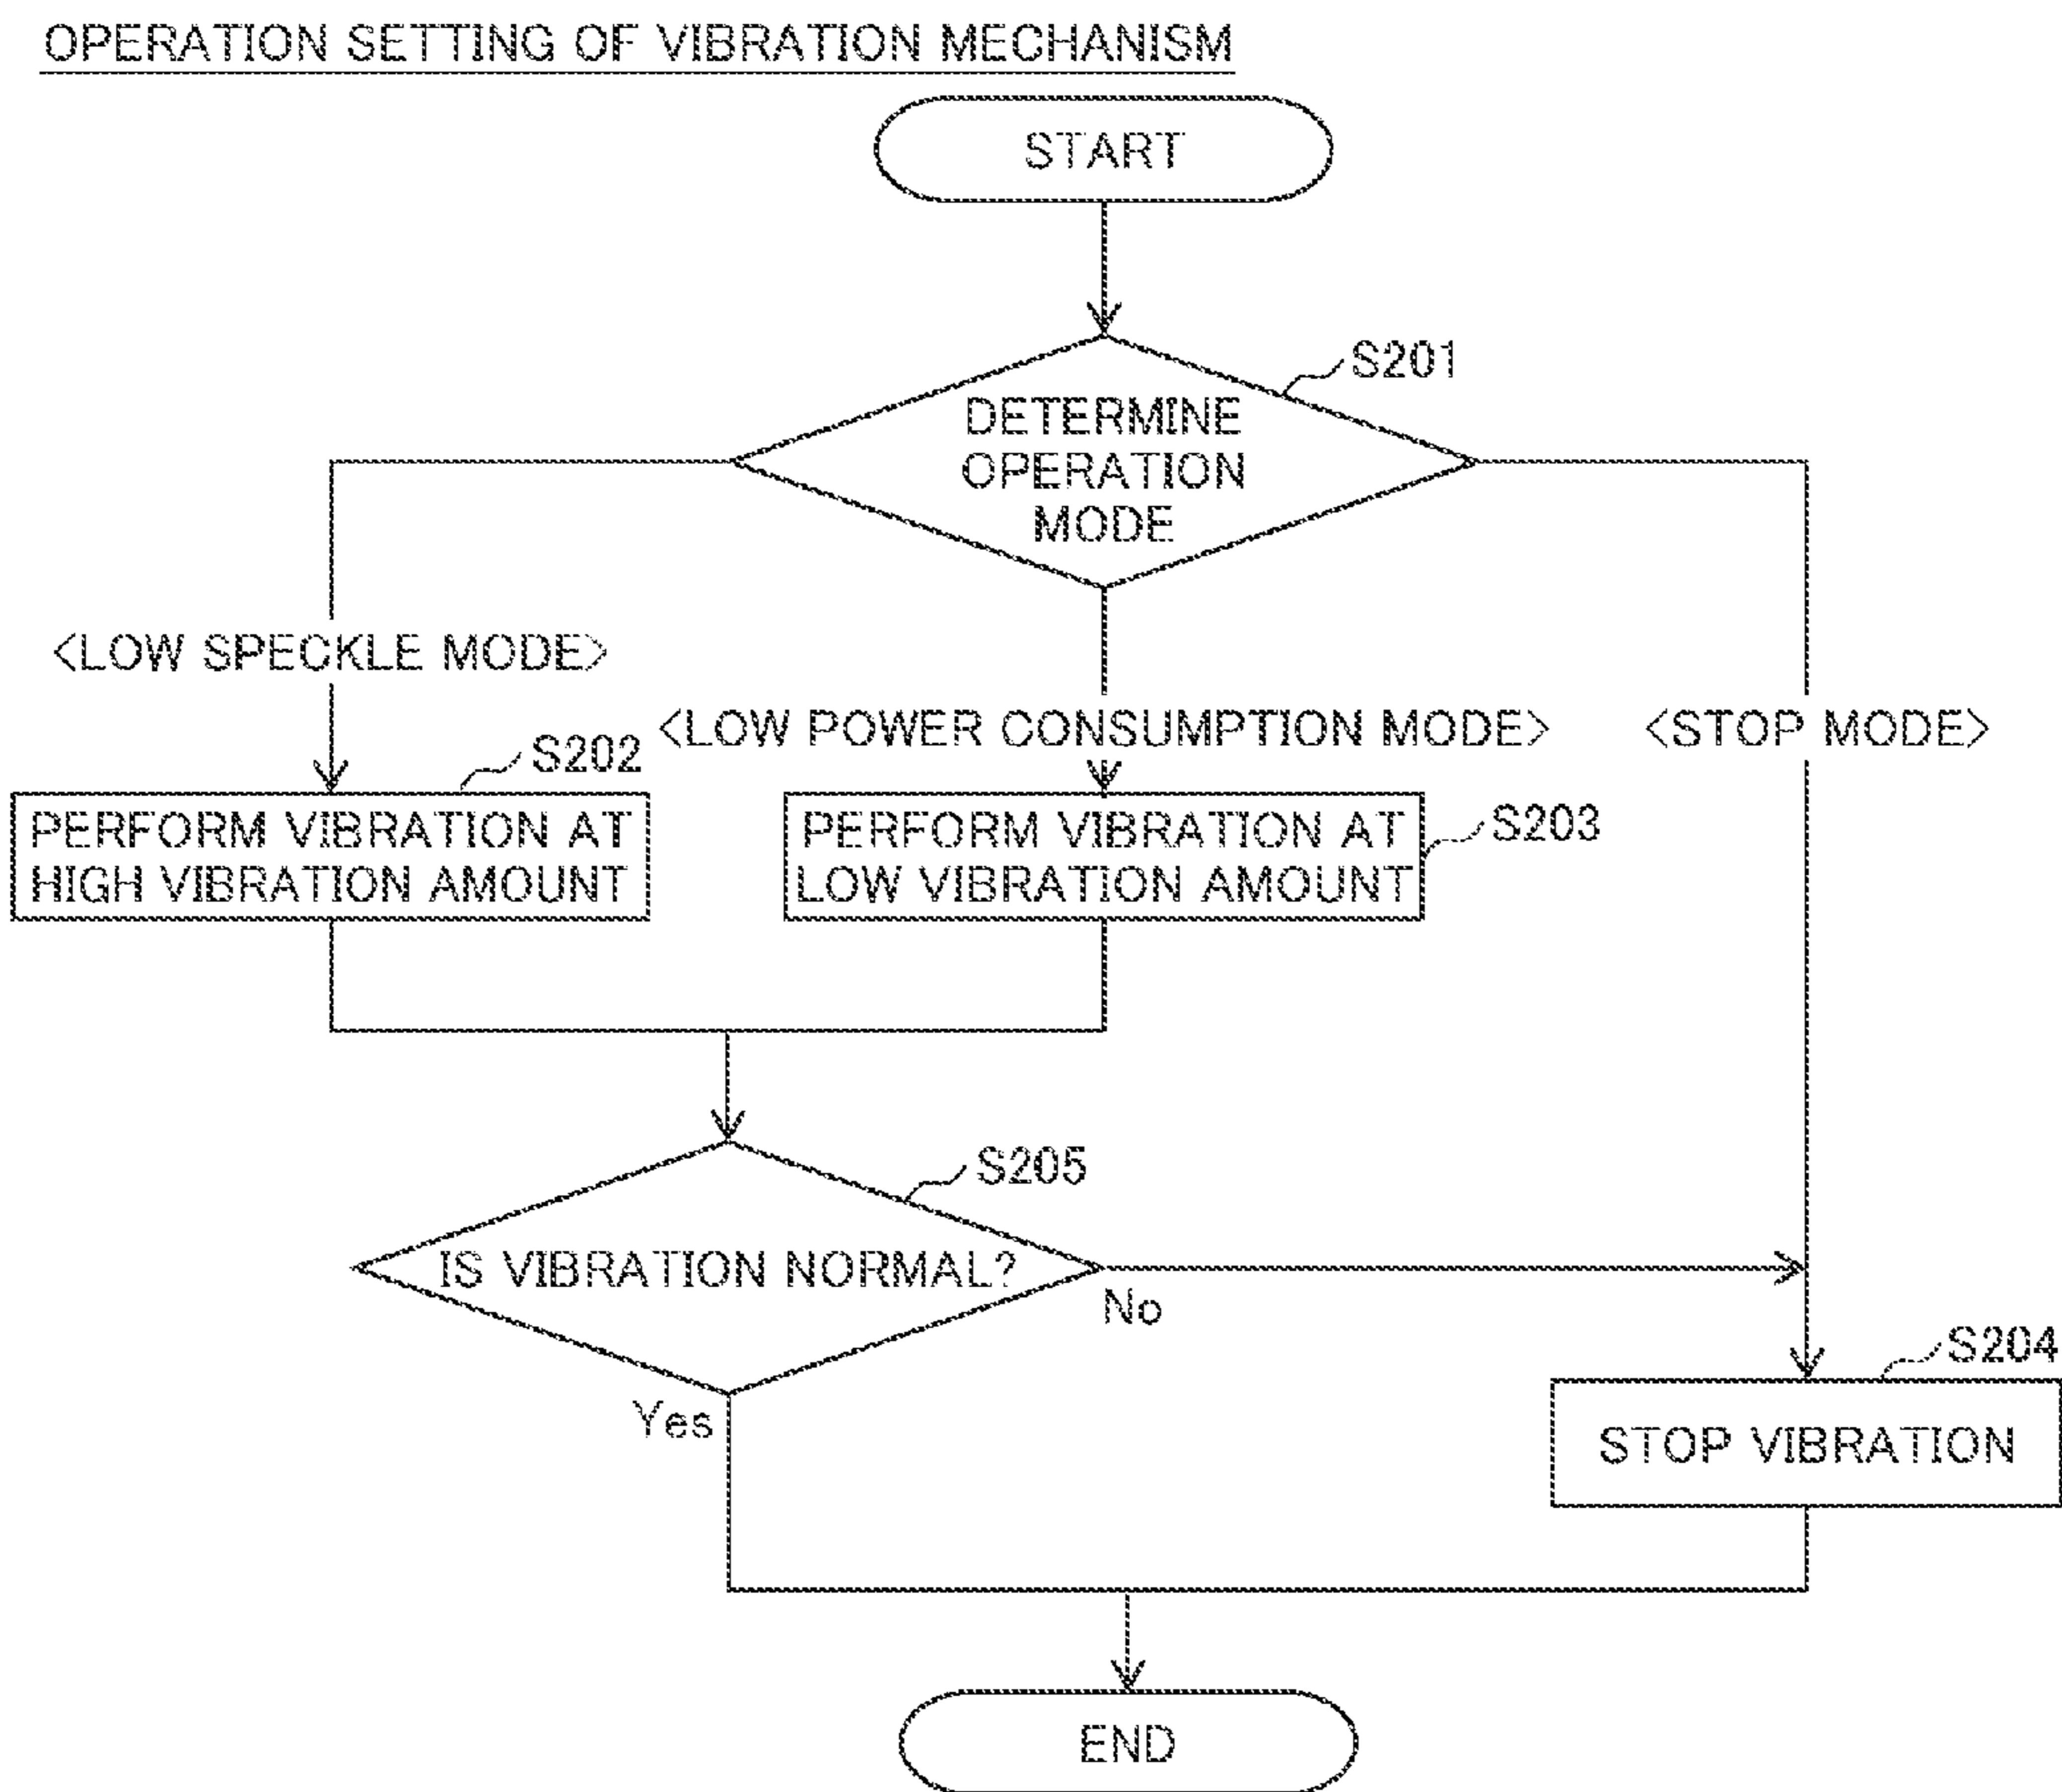 OPERATION SETTING OF VIBRATION MECHANISM
START
S201
DETERMINE
OPERATION
MODE
<LOW SPECKLE MODE>
<LOW POWER CONSUMPTION MODE>
<STOP MODE>
S202
PERFORM VIBRATION AT
HIGH VIBRATION AMOUNT
S203
PERFORM VIBRATION AT
LOW VIBRATION AMOUNT
S205
IS VIBRATION NORMAL?
No
Yes
S204
STOP VIBRATION
END